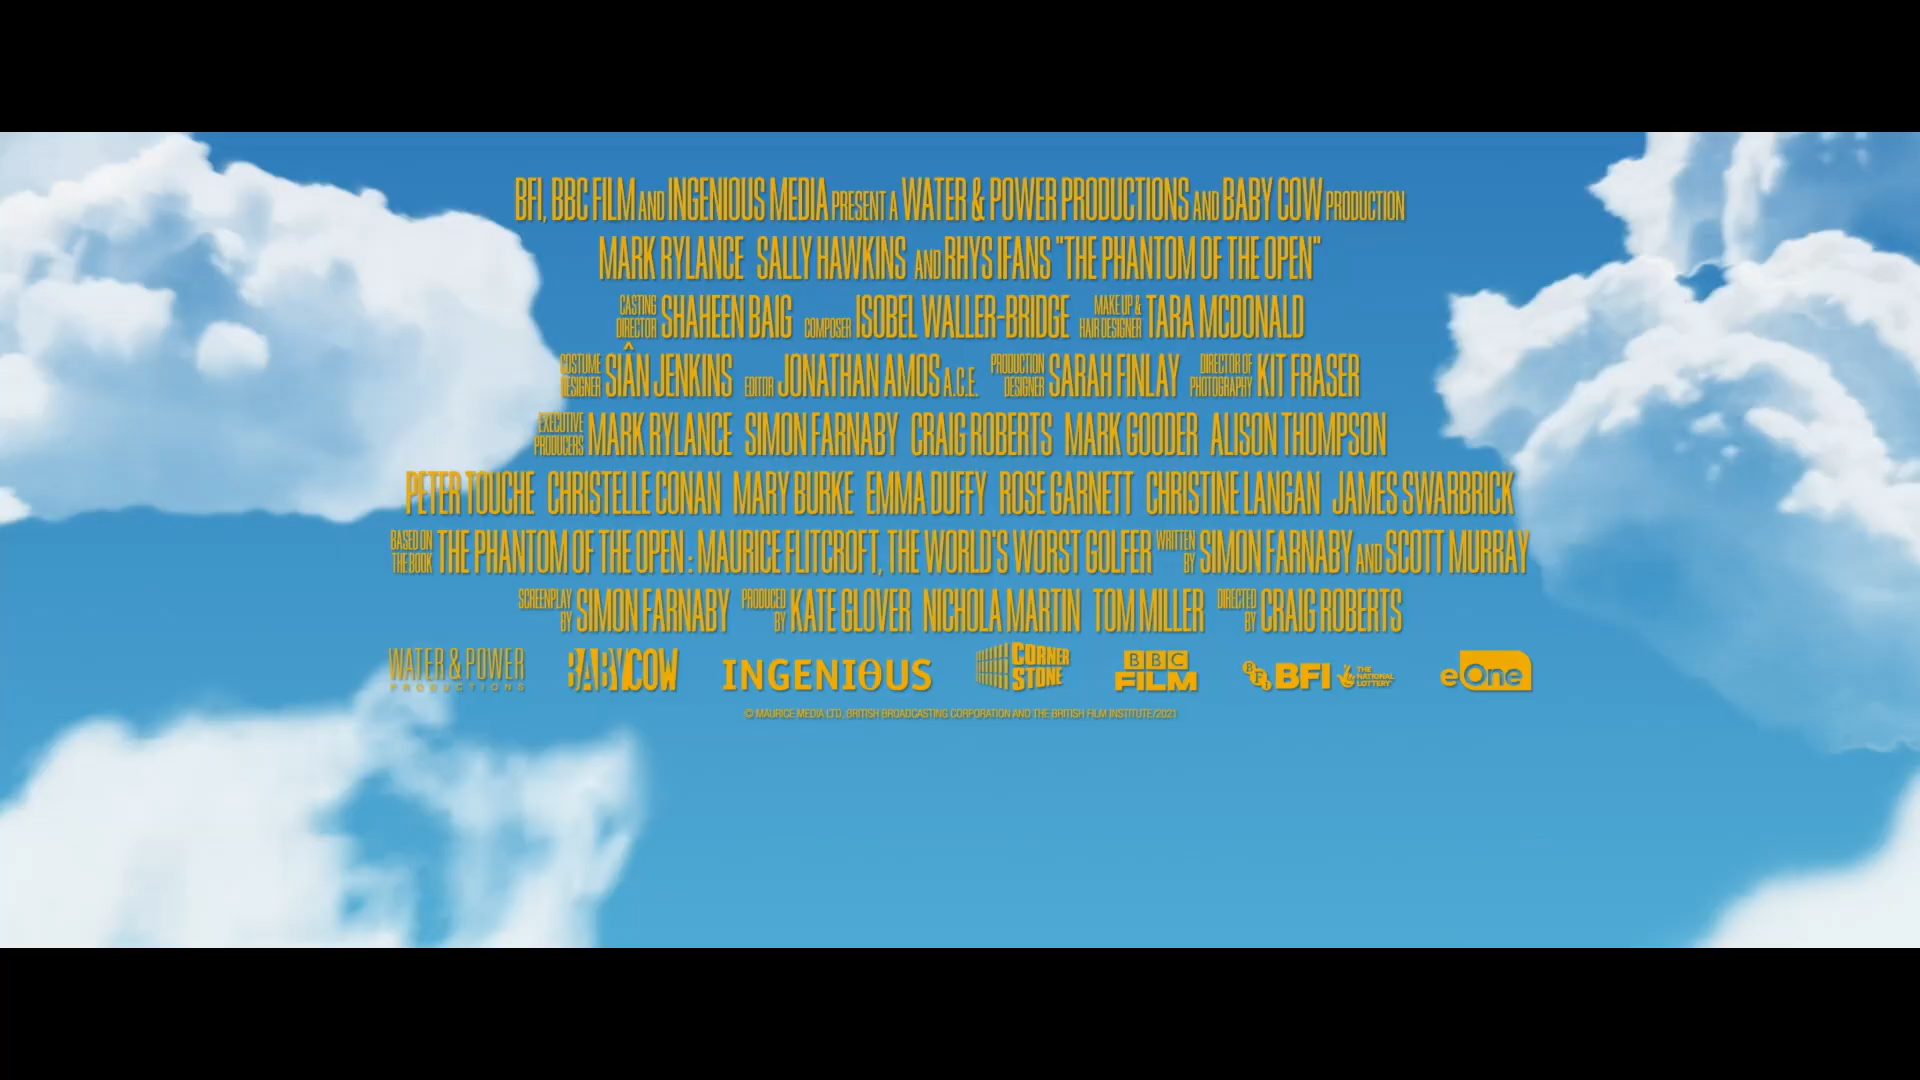 BFI, BBC FILM AND INGENIOUS MEDIA PRESENT A WATER & POWER PRODUCTIONS AND BABY COW PRODUCTION
MARK RYLANCE SALLY HAWKINS AND RHYS IFANS "THE PHANTOM OF THE OPEN"
CASTING DIRECTOR SHAHEEN BAIG COMPOSER ISOBEL WALLER-BRIDGE MAKE UP & HAIR DESIGNER TARA MCDONALD
COSTUME DESIGNER SIÂN JENKINS EDITOR JONATHAN AMOS A.C.E. PRODUCTION DESIGNER SARAH FINLAY DIRECTOR OF PHOTOGRAPHY KIT FRASER
EXECUTIVE PRODUCERS MARK RYLANCE SIMON FARNABY CRAIG ROBERTS MARK GOODER ALISON THOMPSON
PETER TOUCHE CHRISTELLE CONAN MARY BURKE EMMA DUFFY ROSE GARNETT CHRISTINE LANGAN JAMES SWARBRICK
BASED ON THE BOOK THE PHANTOM OF THE OPEN : MAURICE FLITCROFT, THE WORLD'S WORST GOLFER WRITTEN BY SIMON FARNABY AND SCOTT MURRAY
SCREENPLAY BY SIMON FARNABY PRODUCED BY KATE GLOVER NICHOLA MARTIN TOM MILLER DIRECTED BY CRAIG ROBERTS
WATER & POWER PRODUCTIONS BABYCOW INGENIOUS CORNERSTONE BBC FILM BFI BFI THE NATIONAL LOTTERY eOne
© MAURICE MEDIA LTD, BRITISH BROADCASTING CORPORATION AND THE BRITISH FILM INSTITUTE/2021